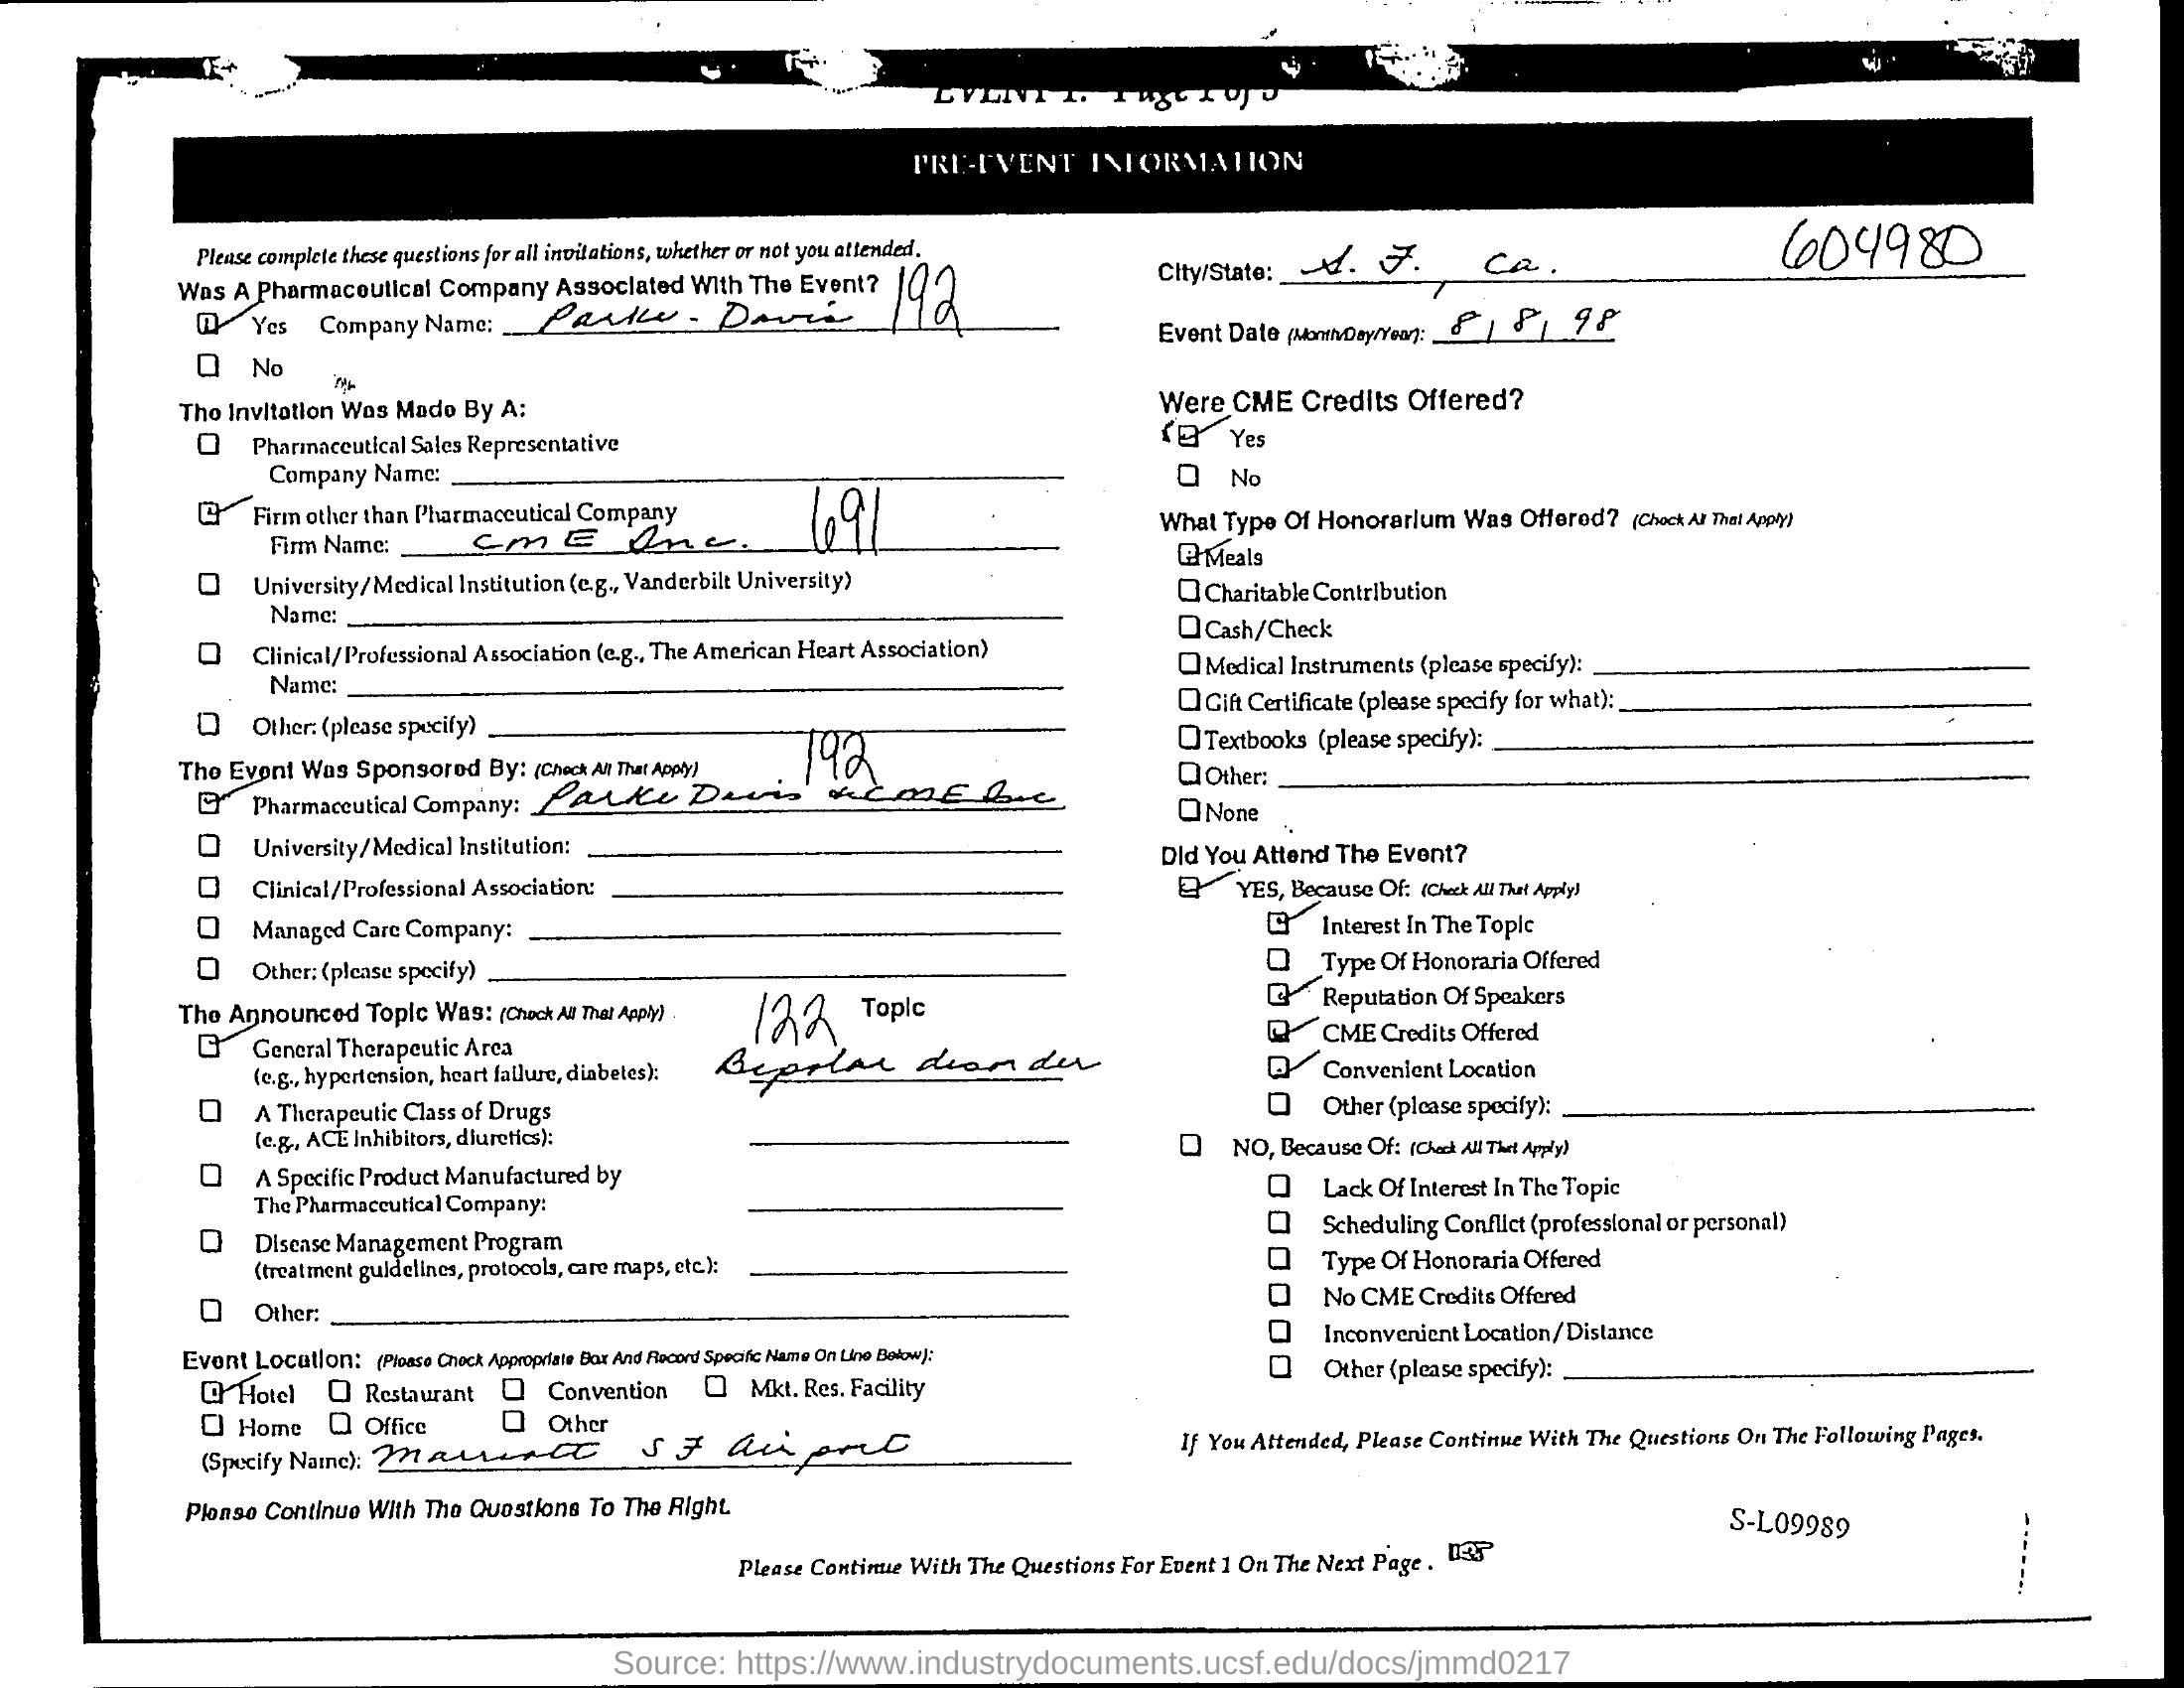 EVENT 1: Page 1 of 5
PRE-EVENT INFORMATION
Please complete these questions for all invitations, whether or not you attended.
Was A Pharmaceutical Company Associated With The Event?
Yes Company Name: Parke-Davis 192
No
The Invitation Was Made By A:
Pharmaceutical Sales Representative
Company Name:
Firm other than Pharmaceutical Company
Firm Name: CME Inc. 691
University/Medical Institution (e.g., Vanderbilt University)
Name:
Clinical/Professional Association (e.g., The American Heart Association)
Name:
Other: (please specify)
The Event Was Sponsored By: (Check All That Apply) 192
Pharmaceutical Company: Parke Davis & CME Inc
University/Medical Institution:
Clinical/Professional Association:
Managed Care Company:
Other: (please specify)
The Announced Topic Was: (Check All That Apply) 122 Topic
General Therapeutic Area
(e.g., hypertension, heart failure, diabetes): Bipolar disorder
A Therapeutic Class of Drugs
(e.g., ACE Inhibitors, diuretics):
A Specific Product Manufactured by
The Pharmaceutical Company:
Disease Management Program
(treatment guidelines, protocols, care maps, etc.):
Other:
Event Location: (Please Check Appropriate Box And Record Specific Name On Line Below):
Hotel Restaurant Convention Mkt. Res. Facility
Home Office Other
(Specify Name): Marriott SF Airport
Please Continue With The Questions To The Right.
604980
City/State: S. F., Ca.
Event Date (Month/Day/Year): 8/8/98
Were CME Credits Offered?
Yes
No
What Type Of Honorarium Was Offered? (Check All That Apply)
Meals
Charitable Contribution
Cash/Check
Medical Instruments (please specify):
Gift Certificate (please specify for what):
Textbooks (please specify):
Other:
None
Did You Attend The Event?
YES, Because Of: (Check All That Apply)
Interest In The Topic
Type Of Honoraria Offered
Reputation Of Speakers
CME Credits Offered
Convenient Location
Other (please specify):
NO, Because Of: (Check All That Apply)
Lack Of Interest In The Topic
Scheduling Conflict (professional or personal)
Type Of Honoraria Offered
No CME Credits Offered
Inconvenient Location/Distance
Other (please specify):
If You Attended, Please Continue With The Questions On The Following Pages.
S-L09989
Please Continue With The Questions For Event 1 On The Next Page.
Source: https://www.industrydocuments.ucsf.edu/docs/jmmd0217